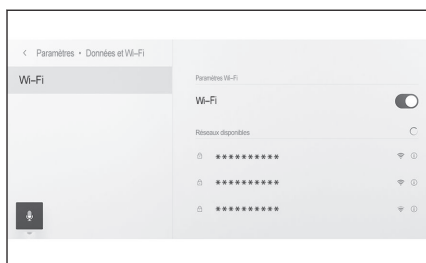 < Paramètres • Données et Wi-Fi
Wi-Fi
Paramètres Wi-Fi
Wi-Fi
Réseaux disponibles
**********
**********
**********